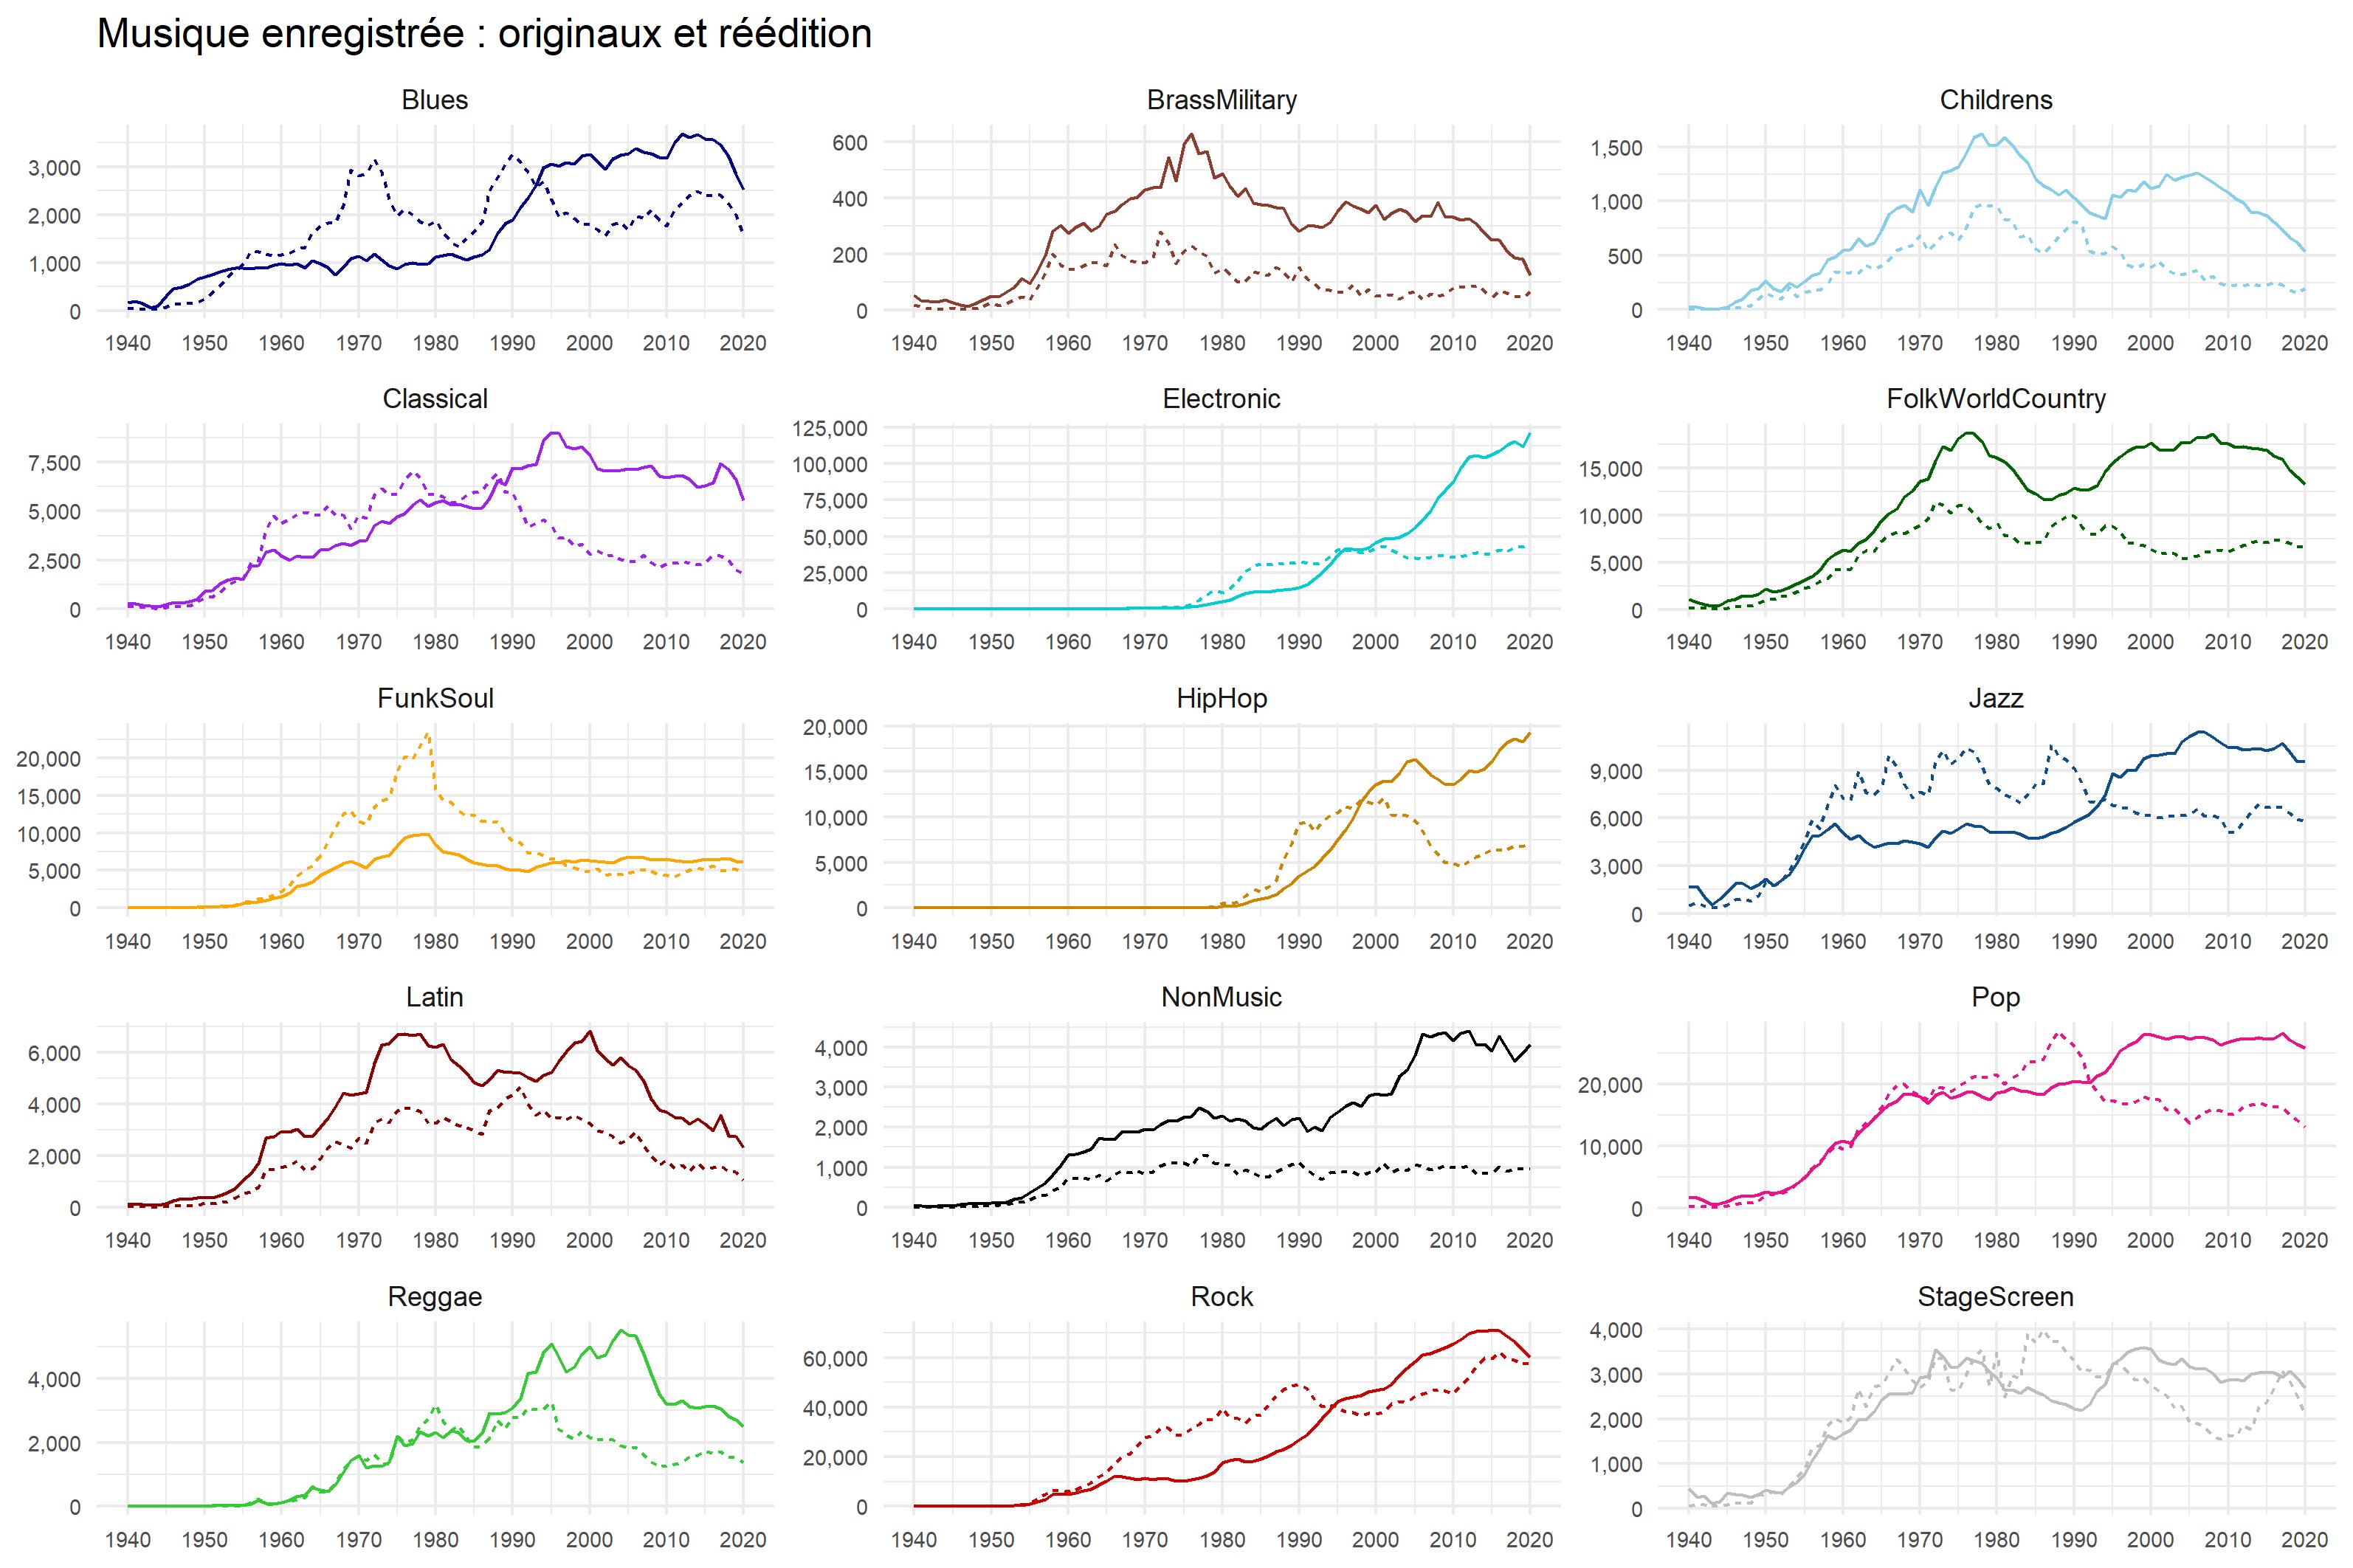 Musique enregistrée : originaux et réédition
Blues
BrassMilitary
Childrens
3,000
2,000
1,000
0
600
400
200
0
1,500
1,000
500
0
1940 1950 1960 1970 1980 1990 2000 2010 2020
1940 1950 1960 1970 1980 1990 2000 2010 2020
1940 1950 1960 1970 1980 1990 2000 2010 2020
Classical
Electronic
FolkWorldCountry
7,500
5,000
2,500
0
125,000
100,000
75,000
50,000
25,000
0
15,000
10,000
5,000
0
1940 1950 1960 1970 1980 1990 2000 2010 2020
1940 1950 1960 1970 1980 1990 2000 2010 2020
1940 1950 1960 1970 1980 1990 2000 2010 2020
FunkSoul
HipHop
Jazz
20,000
15,000
10,000
5,000
0
20,000
15,000
10,000
5,000
0
9,000
6,000
3,000
0
1940 1950 1960 1970 1980 1990 2000 2010 2020
1940 1950 1960 1970 1980 1990 2000 2010 2020
1940 1950 1960 1970 1980 1990 2000 2010 2020
Latin
NonMusic
Pop
6,000
4,000
2,000
0
4,000
3,000
2,000
1,000
0
20,000
10,000
0
1940 1950 1960 1970 1980 1990 2000 2010 2020
1940 1950 1960 1970 1980 1990 2000 2010 2020
1940 1950 1960 1970 1980 1990 2000 2010 2020
Reggae
Rock
StageScreen
4,000
2,000
0
60,000
40,000
20,000
0
4,000
3,000
2,000
1,000
0
1940 1950 1960 1970 1980 1990 2000 2010 2020
1940 1950 1960 1970 1980 1990 2000 2010 2020
1940 1950 1960 1970 1980 1990 2000 2010 2020